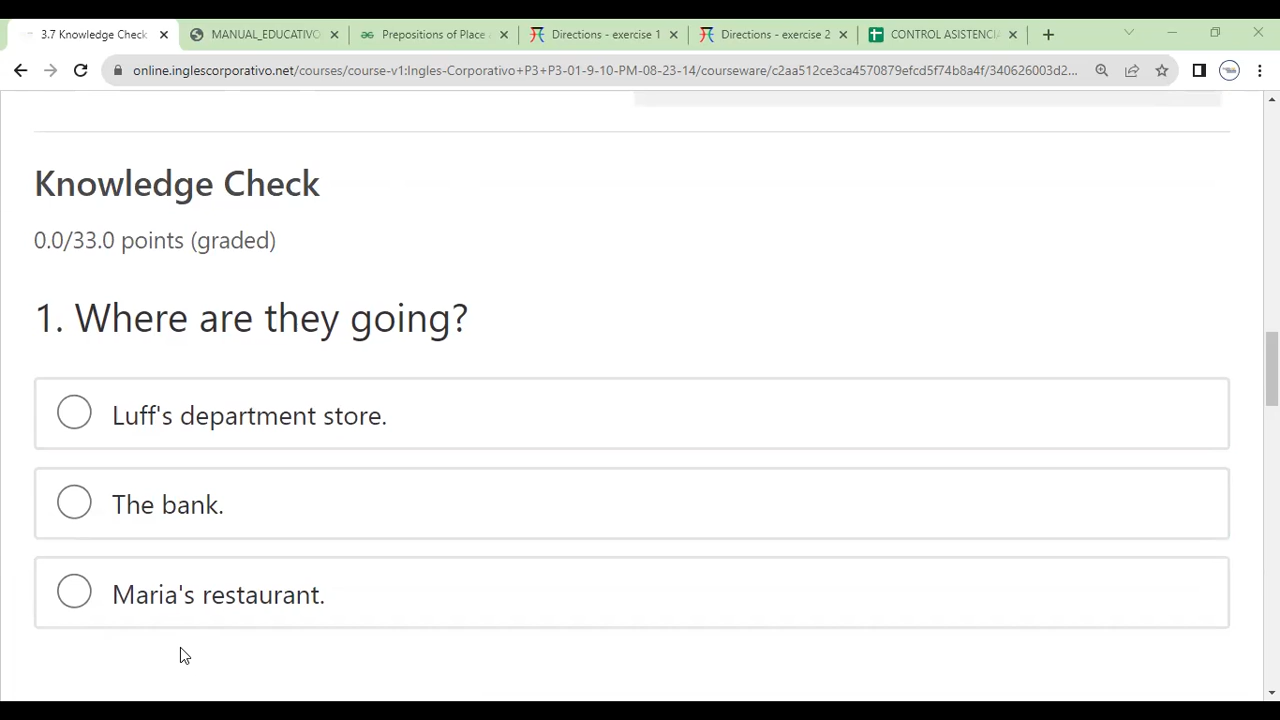 3.7 Knowledge Check
MANUAL_EDUCATIVO
Prepositions of Place
Directions - exercise 1
Directions - exercise 2
CONTROL ASISTENCIA
online.inglescorporativo.net/courses/course-v1:Ingles-Corporativo+P3+P3-01-9-10-PM-08-23-14/courseware/c2aa512ce3ca4570879efcd5f74b8a4f/340626003d2...
Knowledge Check
0.0/33.0 points (graded)
1. Where are they going?
Luff's department store.
The bank.
Maria's restaurant.